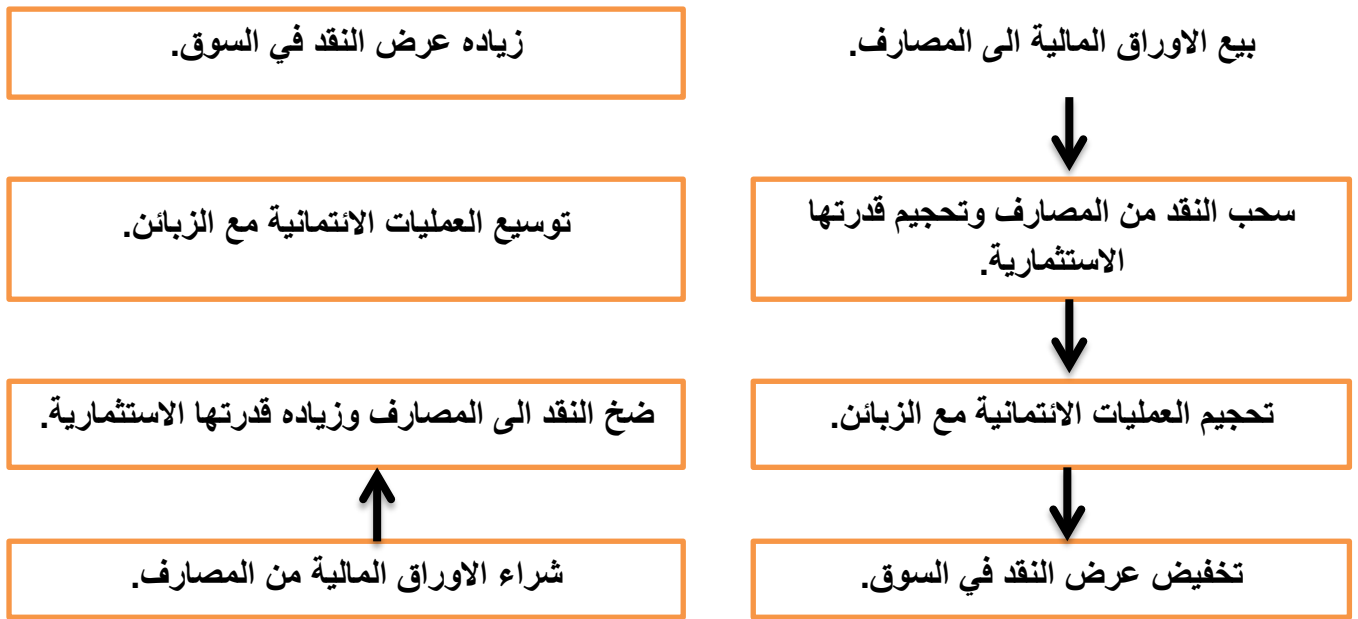 بيع الاوراق المالية الى المصارف.
سحب النقد من المصارف وتحجيم قدرتها
الاستثمارية.
تحجيم العمليات الائتمانية مع الزبائن.
تخفيض عرض النقد في السوق.
زياده عرض النقد في السوق.
توسيع العمليات الائتمانية مع الزبائن.
ضخ النقد الى المصارف وزياده قدرتها الاستثمارية.
شراء الاوراق المالية من المصارف.